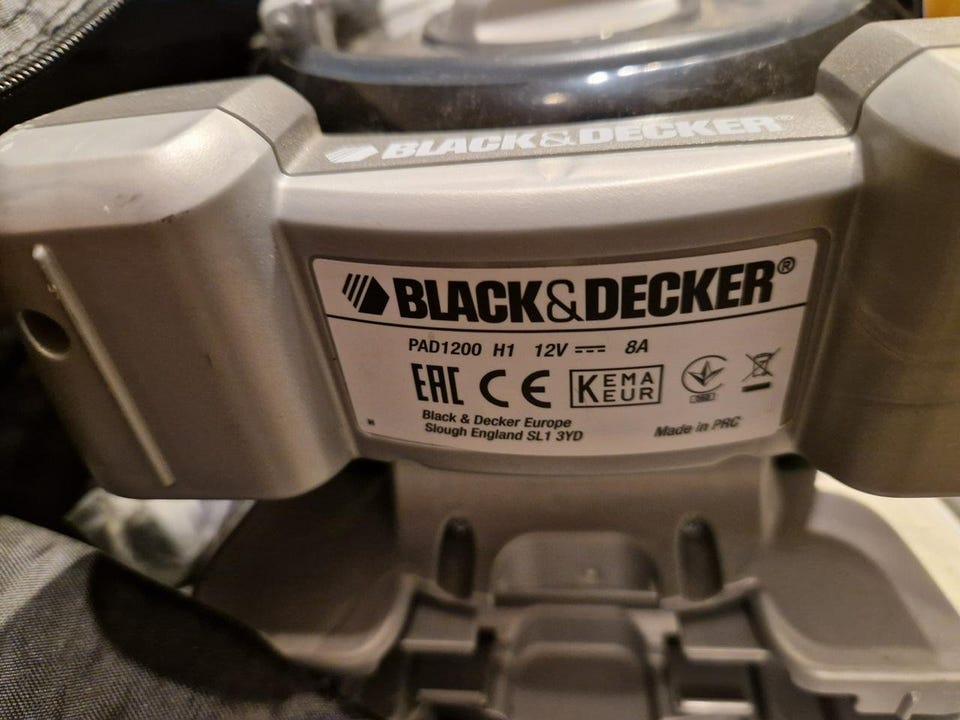 BLACK&DECKER®
BLACK&DECKER®
PAD1200 H1 12V 8A
EAC CE KEMA KEUR
Black & Decker Europe
Slough England SL1 3YD
Made in PRC